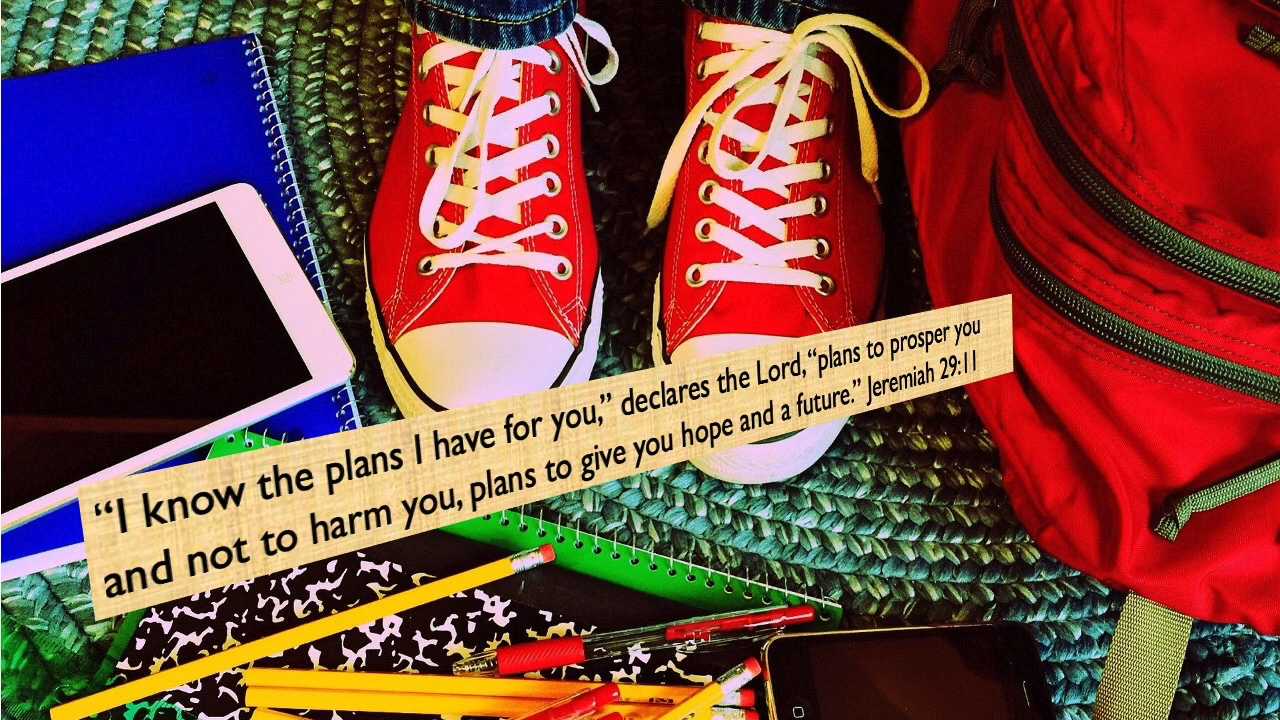 “I know the plans I have for you,” declares the Lord, “plans to prosper you
and not to harm you, plans to give you hope and a future.” Jeremiah 29:11